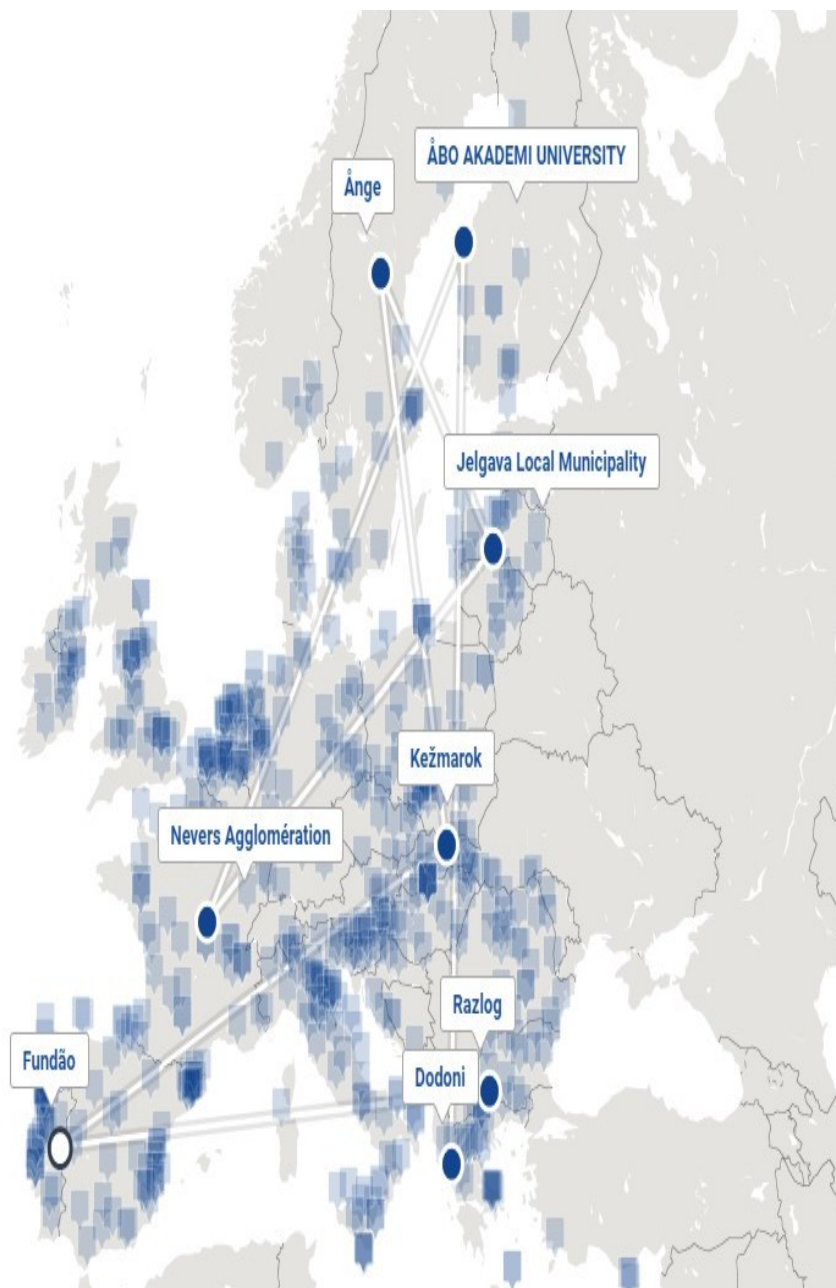 ÅBO AKADEMI UNIVERSITY
Ånge
Jelgava Local Municipality
Kežmarok
Nevers Agglomération
Razlog
Fundão
Dodoni